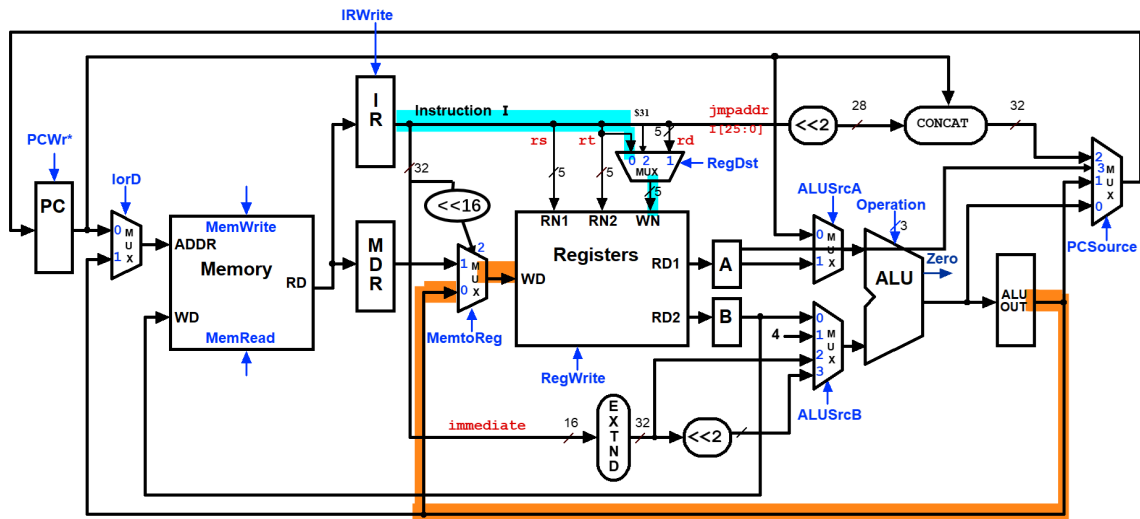 IRWrite
PCWr*
IorD
PC
0
M
U
X
1
MemWrite
ADDR
Memory
RD
WD
MemRead
I
R
Instruction I
32
<<16
M
D
R
2
1
M
U
X
0
MemtoReg
rs
rt
$31
5
rd
5
5
0 2 1
MUX
RegDst
5
RN1 RN2 WN
Registers
WD
RD1
RD2
RegWrite
A
B
jmpaddr
I[25:0]
<<2
28
CONCAT
32
ALUSrcA
0
M
U
X
1
Operation
3
ALU
Zero
4
0
1
2
3
M
U
X
ALUSrcB
ALU
OUT
2
3
1
0
M
U
X
PCSource
immediate
16
E
X
T
N
D
32
<<2